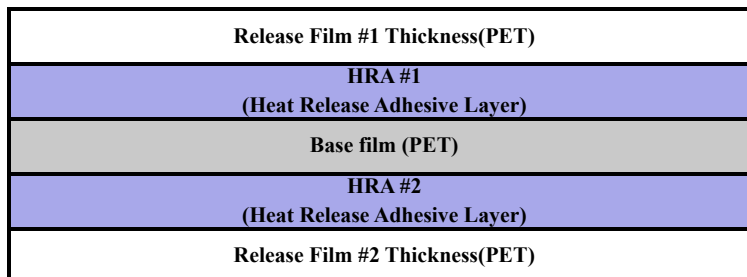 Release Film #1 Thickness(PET)
HRA #1
(Heat Release Adhesive Layer)
Base film (PET)
HRA #2
(Heat Release Adhesive Layer)
Release Film #2 Thickness(PET)